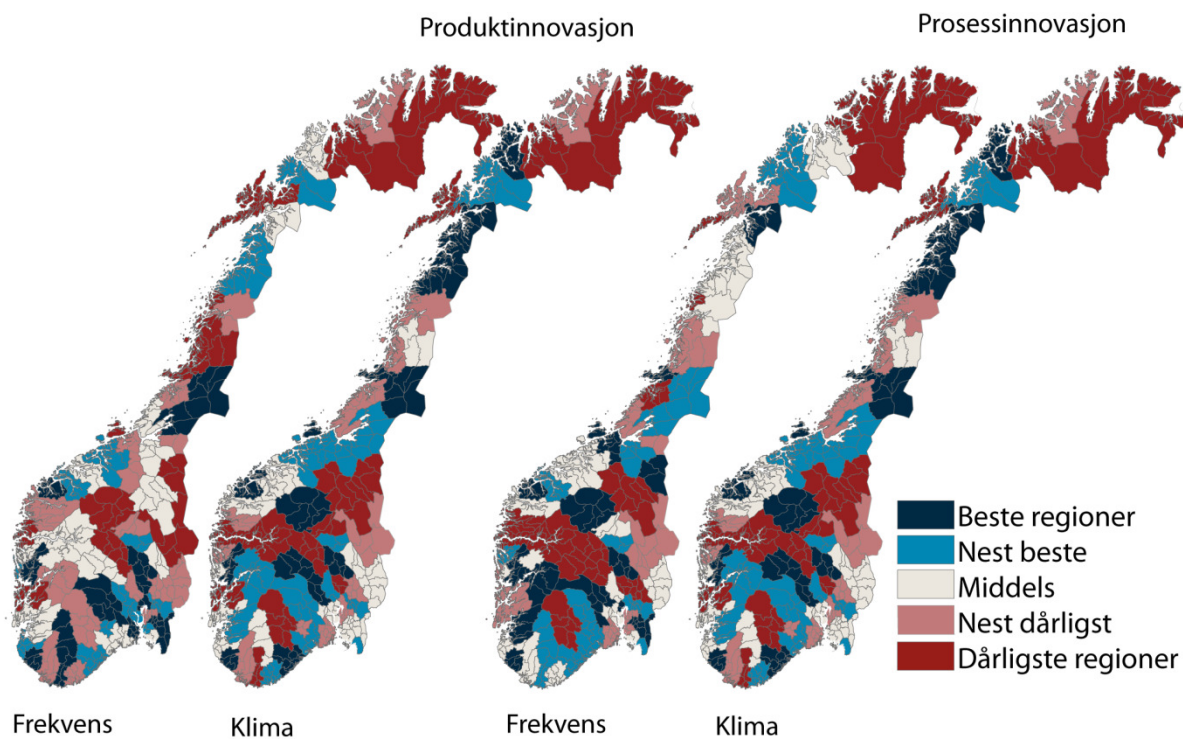 Produktinnovasjon
Prosessinnovasjon
Beste regioner
Nest beste
Middels
Nest dårligst
Dårligste regioner
Frekvens
Klima
Frekvens
Klima